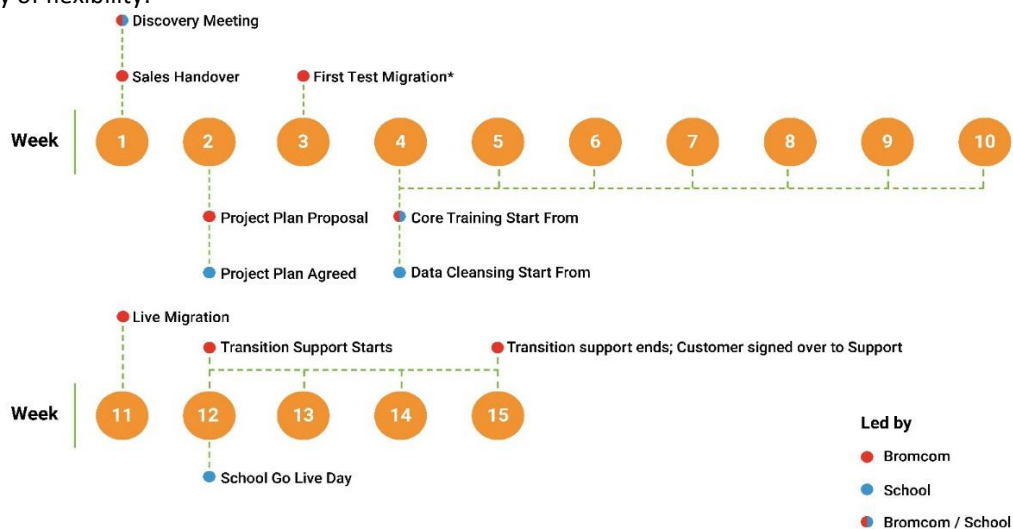 y of flexibility.
Discovery Meeting
Sales Handover
First Test Migration*
Week
1 2 3 4 5 6 7 8 9 10
Project Plan Proposal
Core Training Start From
Project Plan Agreed
Data Cleansing Start From
Live Migration
Transition Support Starts
Transition support ends; Customer signed over to Support
Week
11 12 13 14 15
School Go Live Day
Led by
Bromcom
School
Bromcom / School